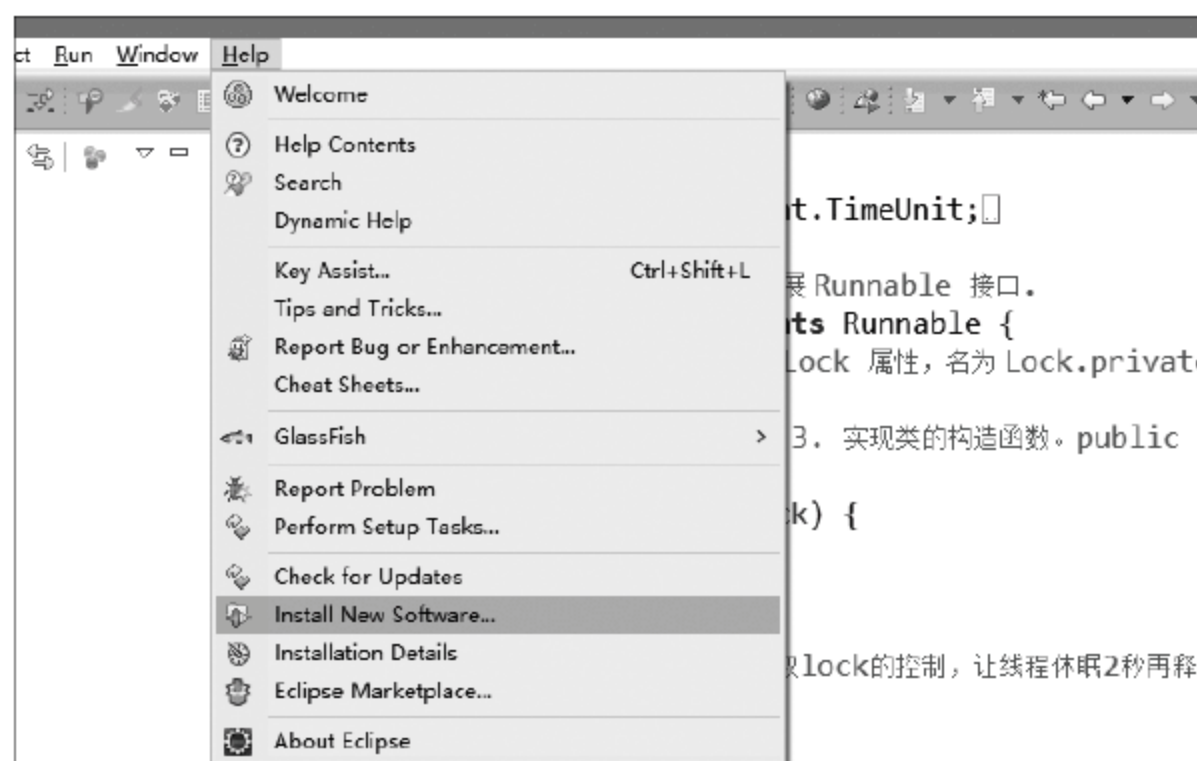 ct Run Window Help
Welcome
Help Contents
Search
Dynamic Help
Key Assist... Ctrl+Shift+L
Tips and Tricks...
Report Bug or Enhancement...
Cheat Sheets...
GlassFish
Report Problem
Perform Setup Tasks...
Check for Updates
Install New Software...
Installation Details
Eclipse Marketplace...
About Eclipse
t.TimeUnit;
展 Runnable 接口.
ts Runnable {
Lock 属性，名为 Lock.privat
3. 实现类的构造函数。public
k) {
lock的控制，让线程休眠2秒再释